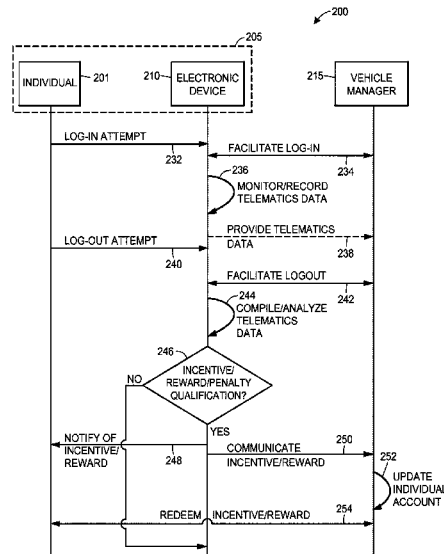 200
205
INDIVIDUAL
201
210
ELECTRONIC
DEVICE
215
VEHICLE
MANAGER
LOG-IN ATTEMPT
232
FACILITATE LOG-IN
234
236
MONITOR/RECORD
TELEMATICS DATA
LOG-OUT ATTEMPT
240
PROVIDE TELEMATICS
DATA
238
FACILITATE LOGOUT
242
244
COMPILE/ANALYZE
TELEMATICS
DATA
246
INCENTIVE/
REWARD/PENALTY
QUALIFICATION?
NO
YES
NOTIFY OF
INCENTIVE/
REWARD
248
COMMUNICATE
INCENTIVE/REWARD
250
252
UPDATE
INDIVIDUAL
ACCOUNT
REDEEM INCENTIVE/REWARD
254